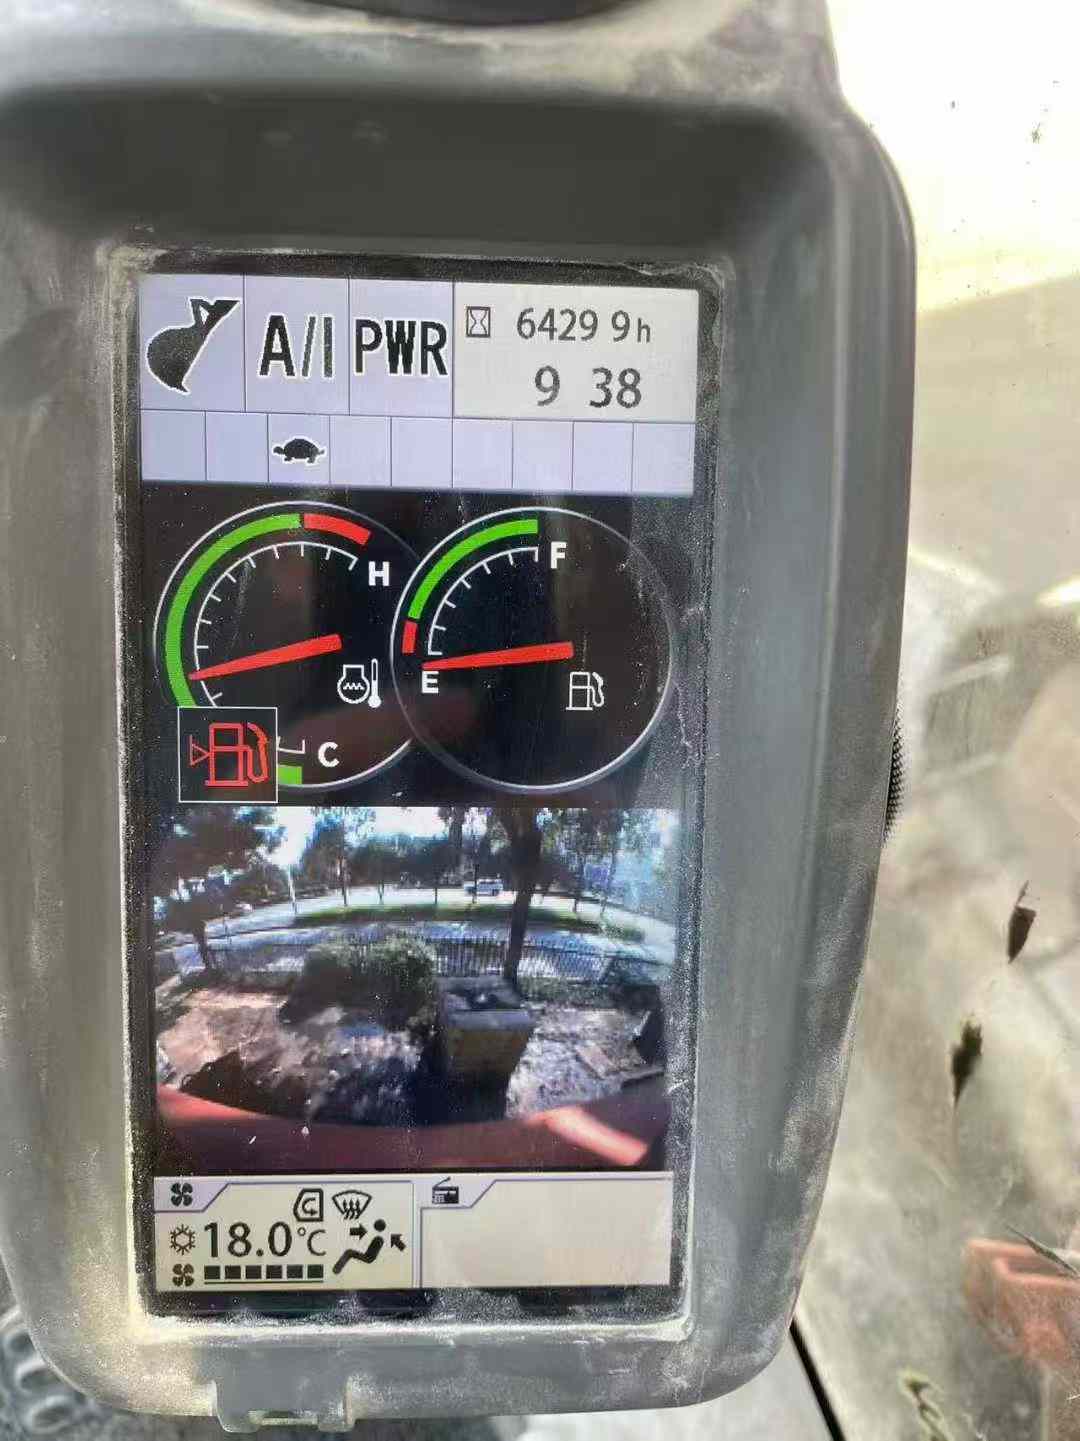 A/I PWR
6429 9h
9 38
H
F
E
C
18.0°C